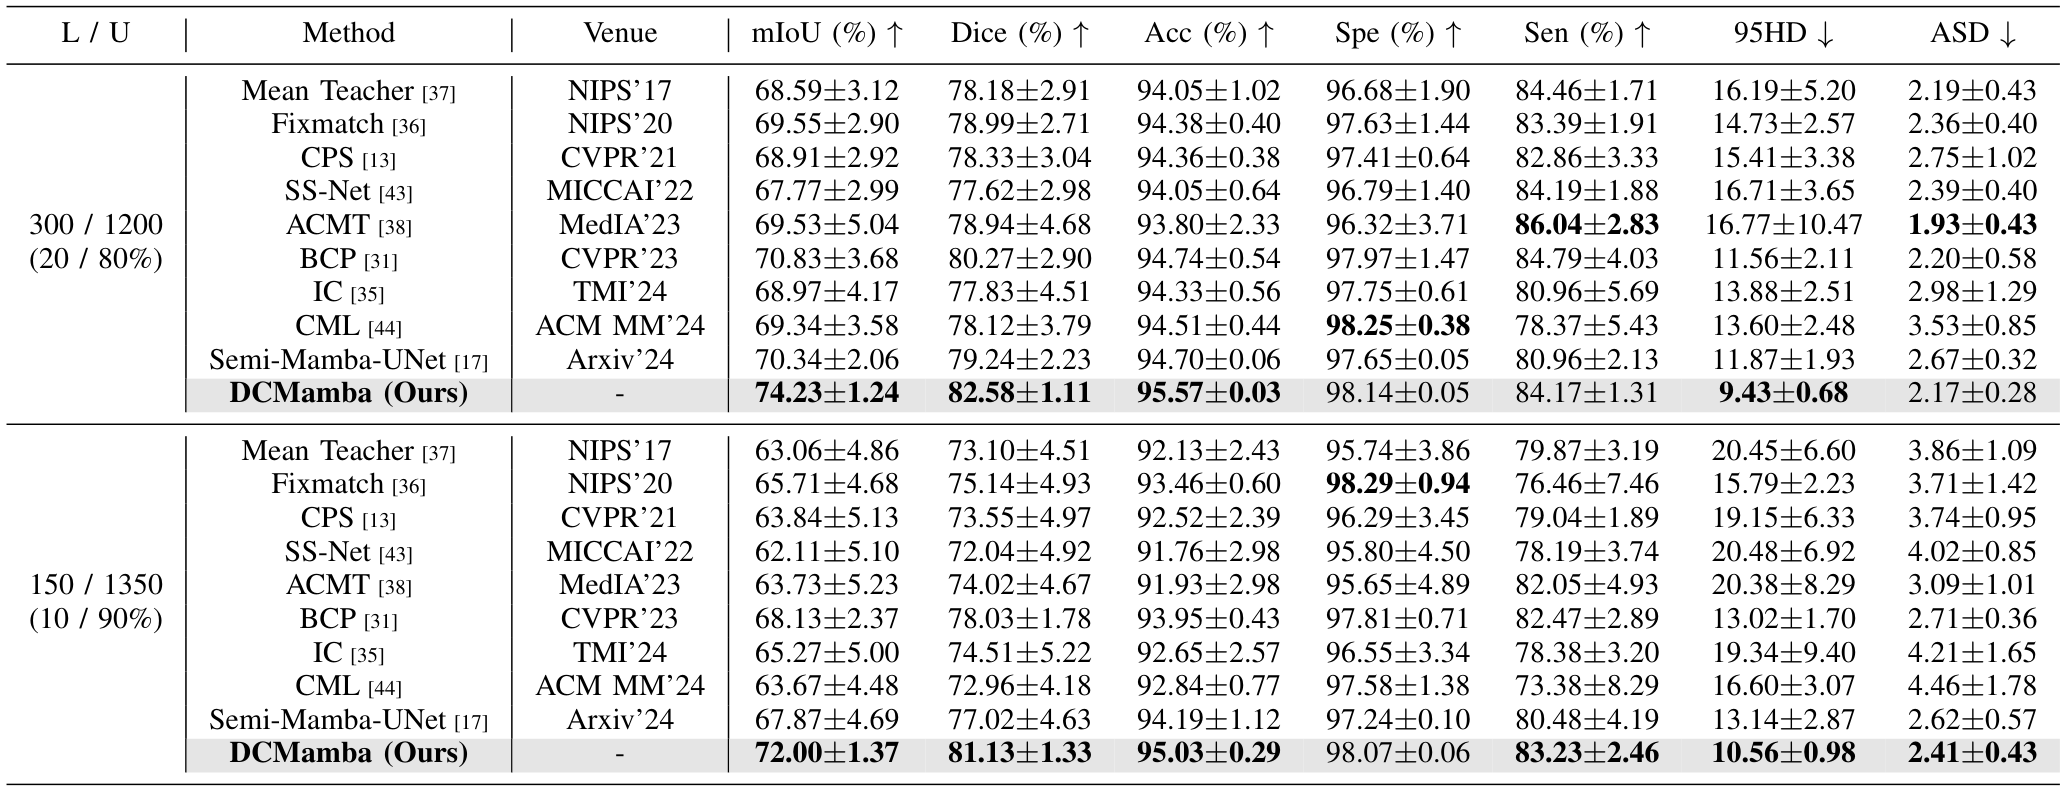 L / U Method Venue mIoU (%) ↑ Dice (%) ↑ Acc (%) ↑ Spe (%) ↑ Sen (%) ↑ 95HD ↓ ASD ↓
Mean Teacher [37] NIPS'17 68.59±3.12 78.18±2.91 94.05±1.02 96.68±1.90 84.46±1.71 16.19±5.20 2.19±0.43
Fixmatch [36] NIPS'20 69.55±2.90 78.99±2.71 94.38±0.40 97.63±1.44 83.39±1.91 14.73±2.57 2.36±0.40
CPS [13] CVPR'21 68.91±2.92 78.33±3.04 94.36±0.38 97.41±0.64 82.86±3.33 15.41±3.38 2.75±1.02
SS-Net [43] MICCAI'22 67.77±2.99 77.62±2.98 94.05±0.64 96.79±1.40 84.19±1.88 16.71±3.65 2.39±0.40
300 / 1200 ACMT [38] MedIA'23 69.53±5.04 78.94±4.68 93.80±2.33 96.32±3.71 86.04±2.83 16.77±10.47 1.93±0.43
(20 / 80%) BCP [31] CVPR'23 70.83±3.68 80.27±2.90 94.74±0.54 97.97±1.47 84.79±4.03 11.56±2.11 2.20±0.58
IC [35] TMI'24 68.97±4.17 77.83±4.51 94.33±0.56 97.75±0.61 80.96±5.69 13.88±2.51 2.98±1.29
CML [44] ACM MM'24 69.34±3.58 78.12±3.79 94.51±0.44 98.25±0.38 78.37±5.43 13.60±2.48 3.53±0.85
Semi-Mamba-UNet [17] Arxiv'24 70.34±2.06 79.24±2.23 94.70±0.06 97.65±0.05 80.96±2.13 11.87±1.93 2.67±0.32
DCMamba (Ours) - 74.23±1.24 82.58±1.11 95.57±0.03 98.14±0.05 84.17±1.31 9.43±0.68 2.17±0.28
Mean Teacher [37] NIPS'17 63.06±4.86 73.10±4.51 92.13±2.43 95.74±3.86 79.87±3.19 20.45±6.60 3.86±1.09
Fixmatch [36] NIPS'20 65.71±4.68 75.14±4.93 93.46±0.60 98.29±0.94 76.46±7.46 15.79±2.23 3.71±1.42
CPS [13] CVPR'21 63.84±5.13 73.55±4.97 92.52±2.39 96.29±3.45 79.04±1.89 19.15±6.33 3.74±0.95
SS-Net [43] MICCAI'22 62.11±5.10 72.04±4.92 91.76±2.98 95.80±4.50 78.19±3.74 20.48±6.92 4.02±0.85
150 / 1350 ACMT [38] MedIA'23 63.73±5.23 74.02±4.67 91.93±2.98 95.65±4.89 82.05±4.93 20.38±8.29 3.09±1.01
(10 / 90%) BCP [31] CVPR'23 68.13±2.37 78.03±1.78 93.95±0.43 97.81±0.71 82.47±2.89 13.02±1.70 2.71±0.36
IC [35] TMI'24 65.27±5.00 74.51±5.22 92.65±2.57 96.55±3.34 78.38±3.20 19.34±9.40 4.21±1.65
CML [44] ACM MM'24 63.67±4.48 72.96±4.18 92.84±0.77 97.58±1.38 73.38±8.29 16.60±3.07 4.46±1.78
Semi-Mamba-UNet [17] Arxiv'24 67.87±4.69 77.02±4.63 94.19±1.12 97.24±0.10 80.48±4.19 13.14±2.87 2.62±0.57
DCMamba (Ours) - 72.00±1.37 81.13±1.33 95.03±0.29 98.07±0.06 83.23±2.46 10.56±0.98 2.41±0.43